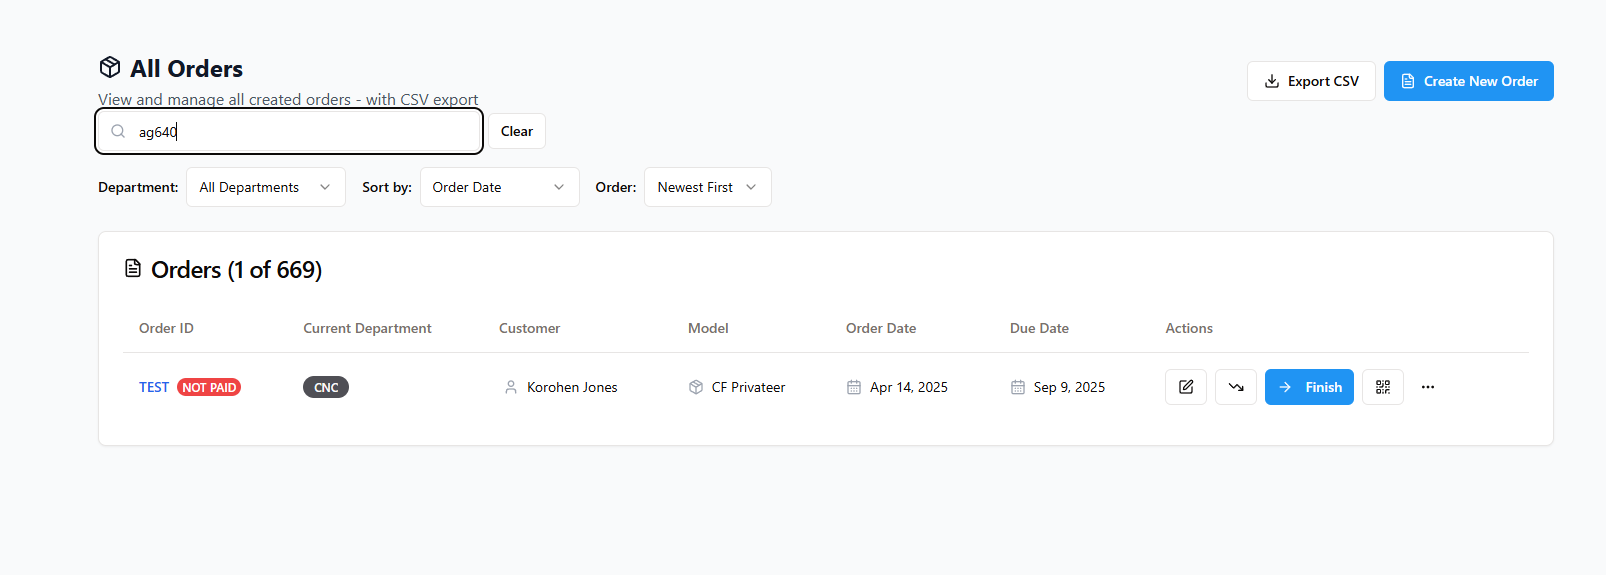 All Orders
View and manage all created orders - with CSV export
Export CSV
Create New Order
ag640
Clear
Department: All Departments Sort by: Order Date Order: Newest First
Orders (1 of 669)
Order ID Current Department Customer Model Order Date Due Date Actions
TEST NOT PAID CNC Korohen Jones CF Privateer Apr 14, 2025 Sep 9, 2025 Finish